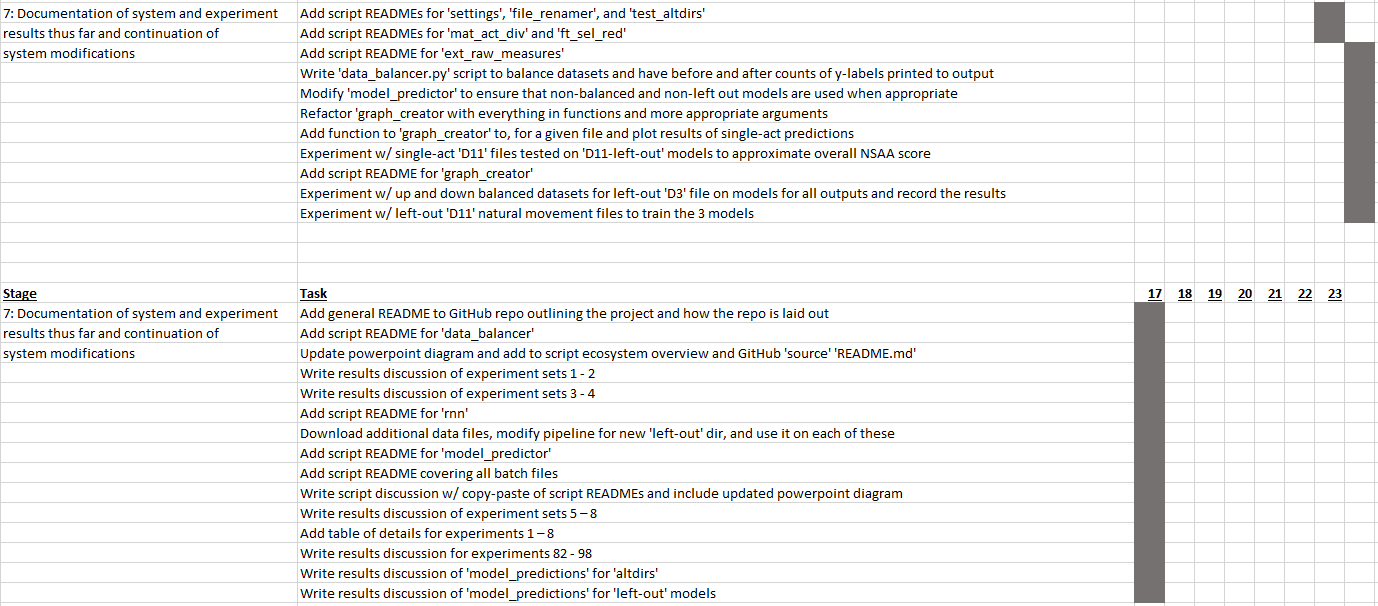 7: Documentation of system and experiment Add script READMEs for 'settings', 'file_renamer', and 'test_altdirs'
results thus far and continuation of Add script READMEs for 'mat_act_div' and 'ft_sel_red'
system modifications Add script README for 'ext_raw_measures'
Write 'data_balancer.py' script to balance datasets and have before and after counts of y-labels printed to output
Modify 'model_predictor' to ensure that non-balanced and non-left out models are used when appropriate
Refactor 'graph_creator with everything in functions and more appropriate arguments
Add function to 'graph_creator' to, for a given file and plot results of single-act predictions
Experiment w/ single-act 'D11' files tested on 'D11-left-out' models to approximate overall NSAA score
Add script README for 'graph_creator'
Experiment w/ up and down balanced datasets for left-out 'D3' file on models for all outputs and record the results
Experiment w/ left-out 'D11' natural movement files to train the 3 models
Stage Task 17 18 19 20 21 22 23
7: Documentation of system and experiment Add general README to GitHub repo outlining the project and how the repo is laid out
results thus far and continuation of Add script README for 'data_balancer'
system modifications Update powerpoint diagram and add to script ecosystem overview and GitHub 'source' 'README.md'
Write results discussion of experiment sets 1 - 2
Write results discussion of experiment sets 3 - 4
Add script README for 'rnn'
Download additional data files, modify pipeline for new 'left-out' dir, and use it on each of these
Add script README for 'model_predictor'
Add script README covering all batch files
Write script discussion w/ copy-paste of script READMEs and include updated powerpoint diagram
Write results discussion of experiment sets 5 – 8
Add table of details for experiments 1 – 8
Write results discussion for experiments 82 - 98
Write results discussion of 'model_predictions' for 'altdirs'
Write results discussion of 'model_predictions' for 'left-out' models